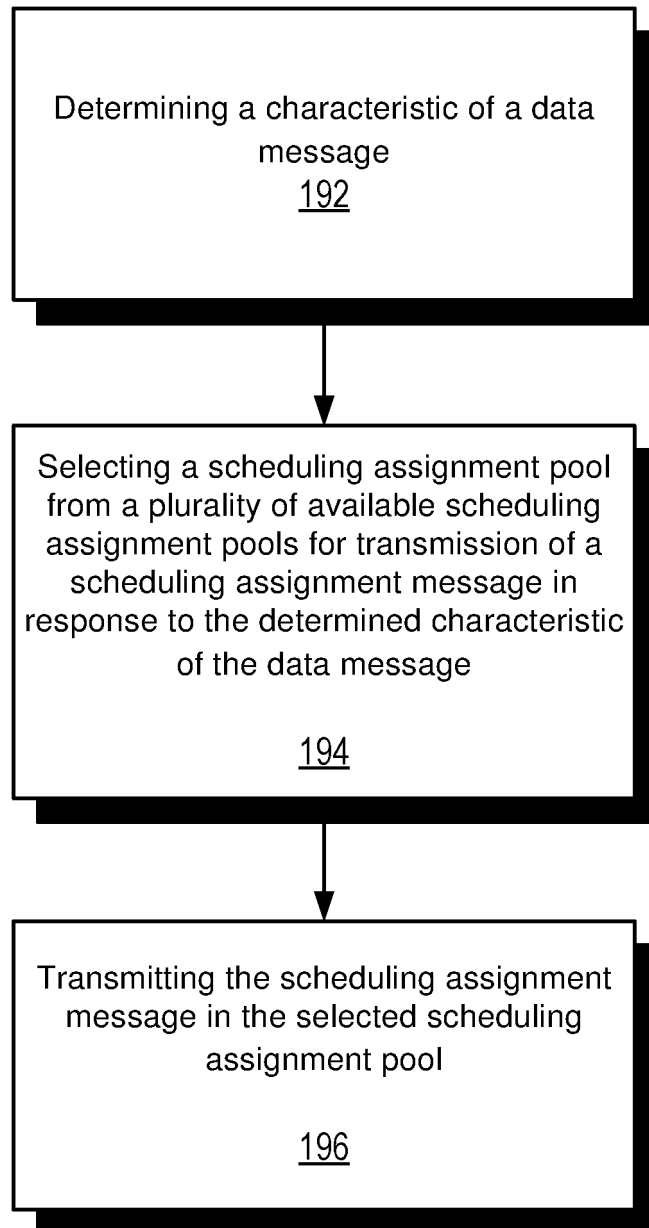 Determining a characteristic of a data
message
192
Selecting a scheduling assignment pool
from a plurality of available scheduling
assignment pools for transmission of a
scheduling assignment message in
response to the determined characteristic
of the data message
194
Transmitting the scheduling assignment
message in the selected scheduling
assignment pool
196